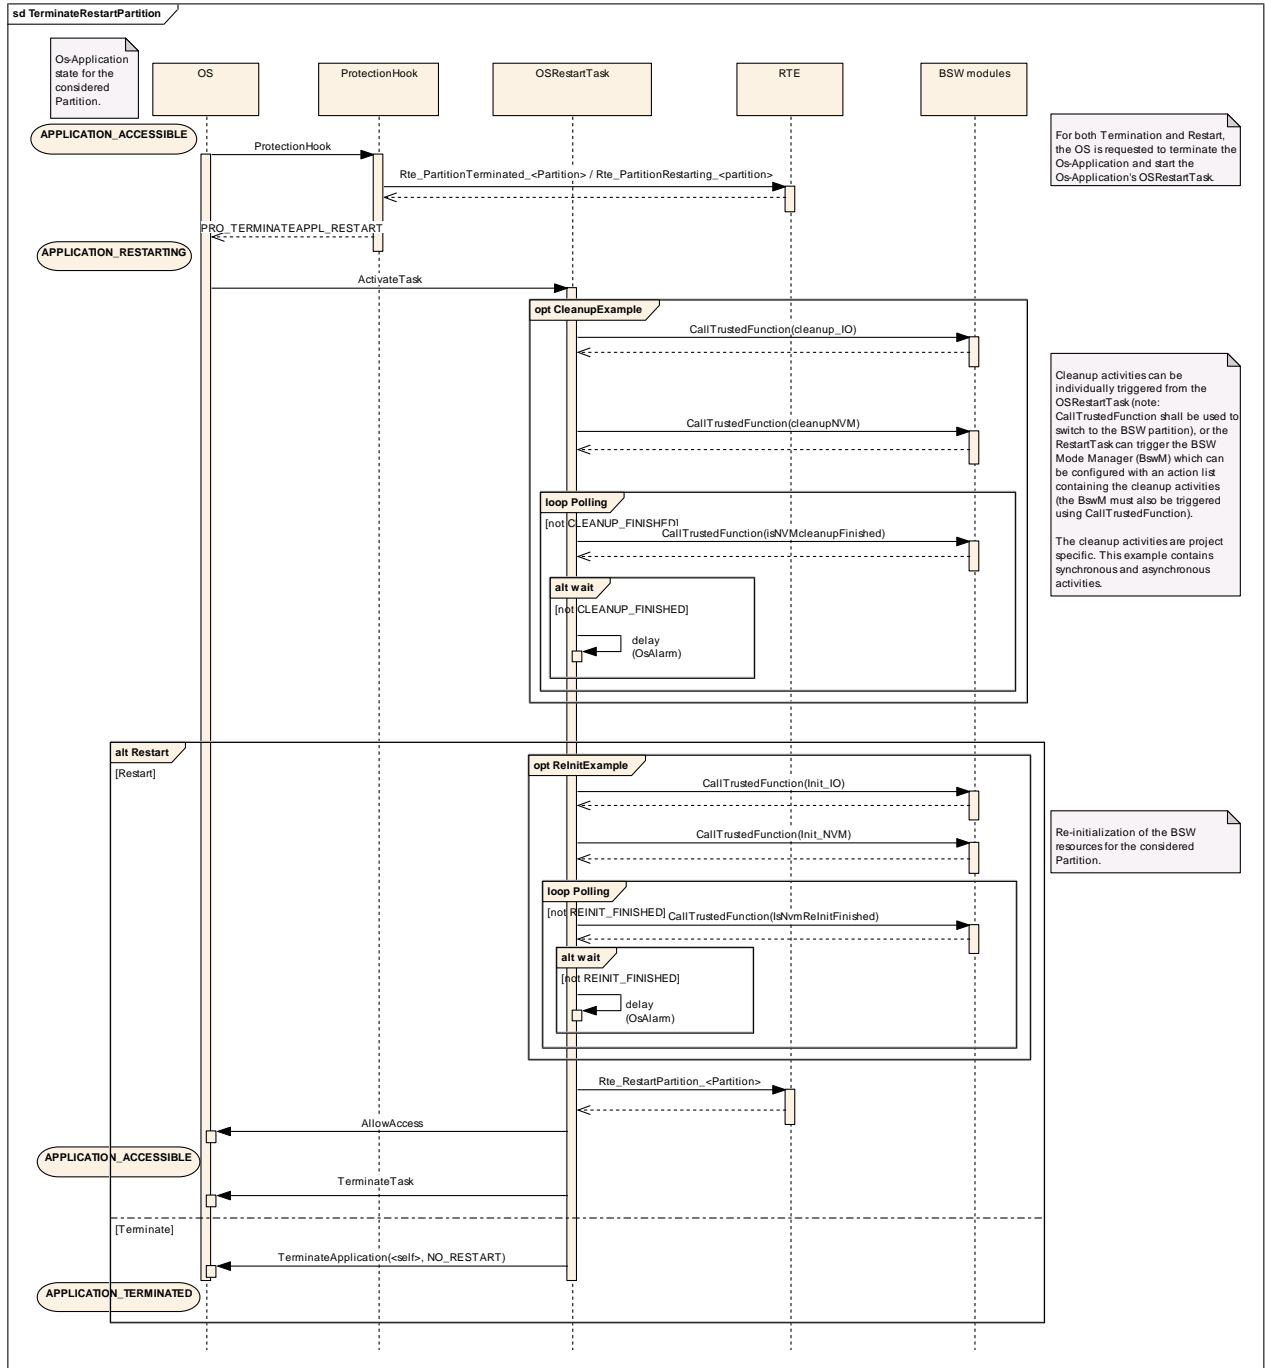 sd TerminateRestartPartition
Os-Application
state for the
considered
Partition.
OS
ProtectionHook
OSRestartTask
RTE
BSW modules
APPLICATION_ACCESSIBLE
For both Termination and Restart,
the OS is requested to terminate the
Os-Application and start the
Os-Application's OSRestartTask.
ProtectionHook
Rte_PartitionTerminated_<Partition> / Rte_PartitionRestarting_<partition>
PRO_TERMINATEAPPL_RESTART
APPLICATION_RESTARTING
ActivateTask
opt CleanupExample
CallTrustedFunction(cleanup_IO)
Cleanup activities can be
individually triggered from the
OSRestartTask (note:
CallTrustedFunction shall be used to
switch to the BSW partition), or the
RestartTask can trigger the BSW
Mode Manager (BswM) which can
be configured with an action list
containing the cleanup activities
(the BswM must also be triggered
using CallTrustedFunction).
The cleanup activities are project
specific. This example contains
synchronous and asynchronous
activities.
CallTrustedFunction(cleanupNVM)
loop Polling
[not CLEANUP_FINISHED]
CallTrustedFunction(isNVMcleanupFinished)
alt wait
[not CLEANUP_FINISHED]
delay
(OsAlarm)
alt Restart
[Restart]
opt ReInitExample
CallTrustedFunction(Init_IO)
CallTrustedFunction(Init_NVM)
Re-initialization of the BSW
resources for the considered
Partition.
loop Polling
[not REINIT_FINISHED]
CallTrustedFunction(IsNvmReInitFinished)
alt wait
[not REINIT_FINISHED]
delay
(OsAlarm)
Rte_RestartPartition_<Partition>
AllowAccess
APPLICATION_ACCESSIBLE
TerminateTask
[Terminate]
TerminateApplication(<self>, NO_RESTART)
APPLICATION_TERMINATED